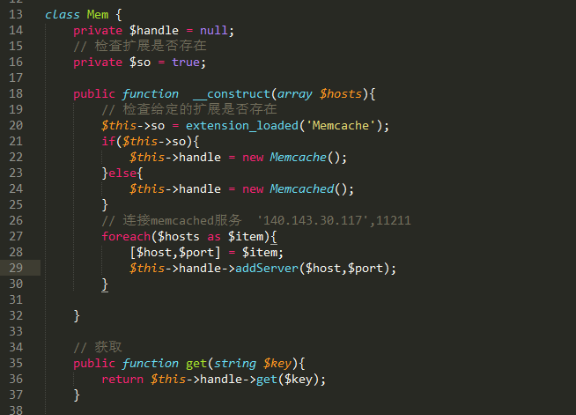 12
13 class Mem {
14 private $handle = null;
15 // 检查扩展是否存在
16 private $so = true;
17
18 public function __construct(array $hosts){
19 // 检查给定的扩展是否存在
20 $this->so = extension_loaded('Memcache');
21 if($this->so){
22 $this->handle = new Memcache();
23 }else{
24 $this->handle = new Memcached();
25 }
26 // 连接memcached服务 '140.143.30.117',11211
27 foreach($hosts as $item){
28 [$host,$port] = $item;
29 $this->handle->addServer($host,$port);
30 }
31
32 }
33
34 // 获取
35 public function get(string $key){
36 return $this->handle->get($key);
37 }
38